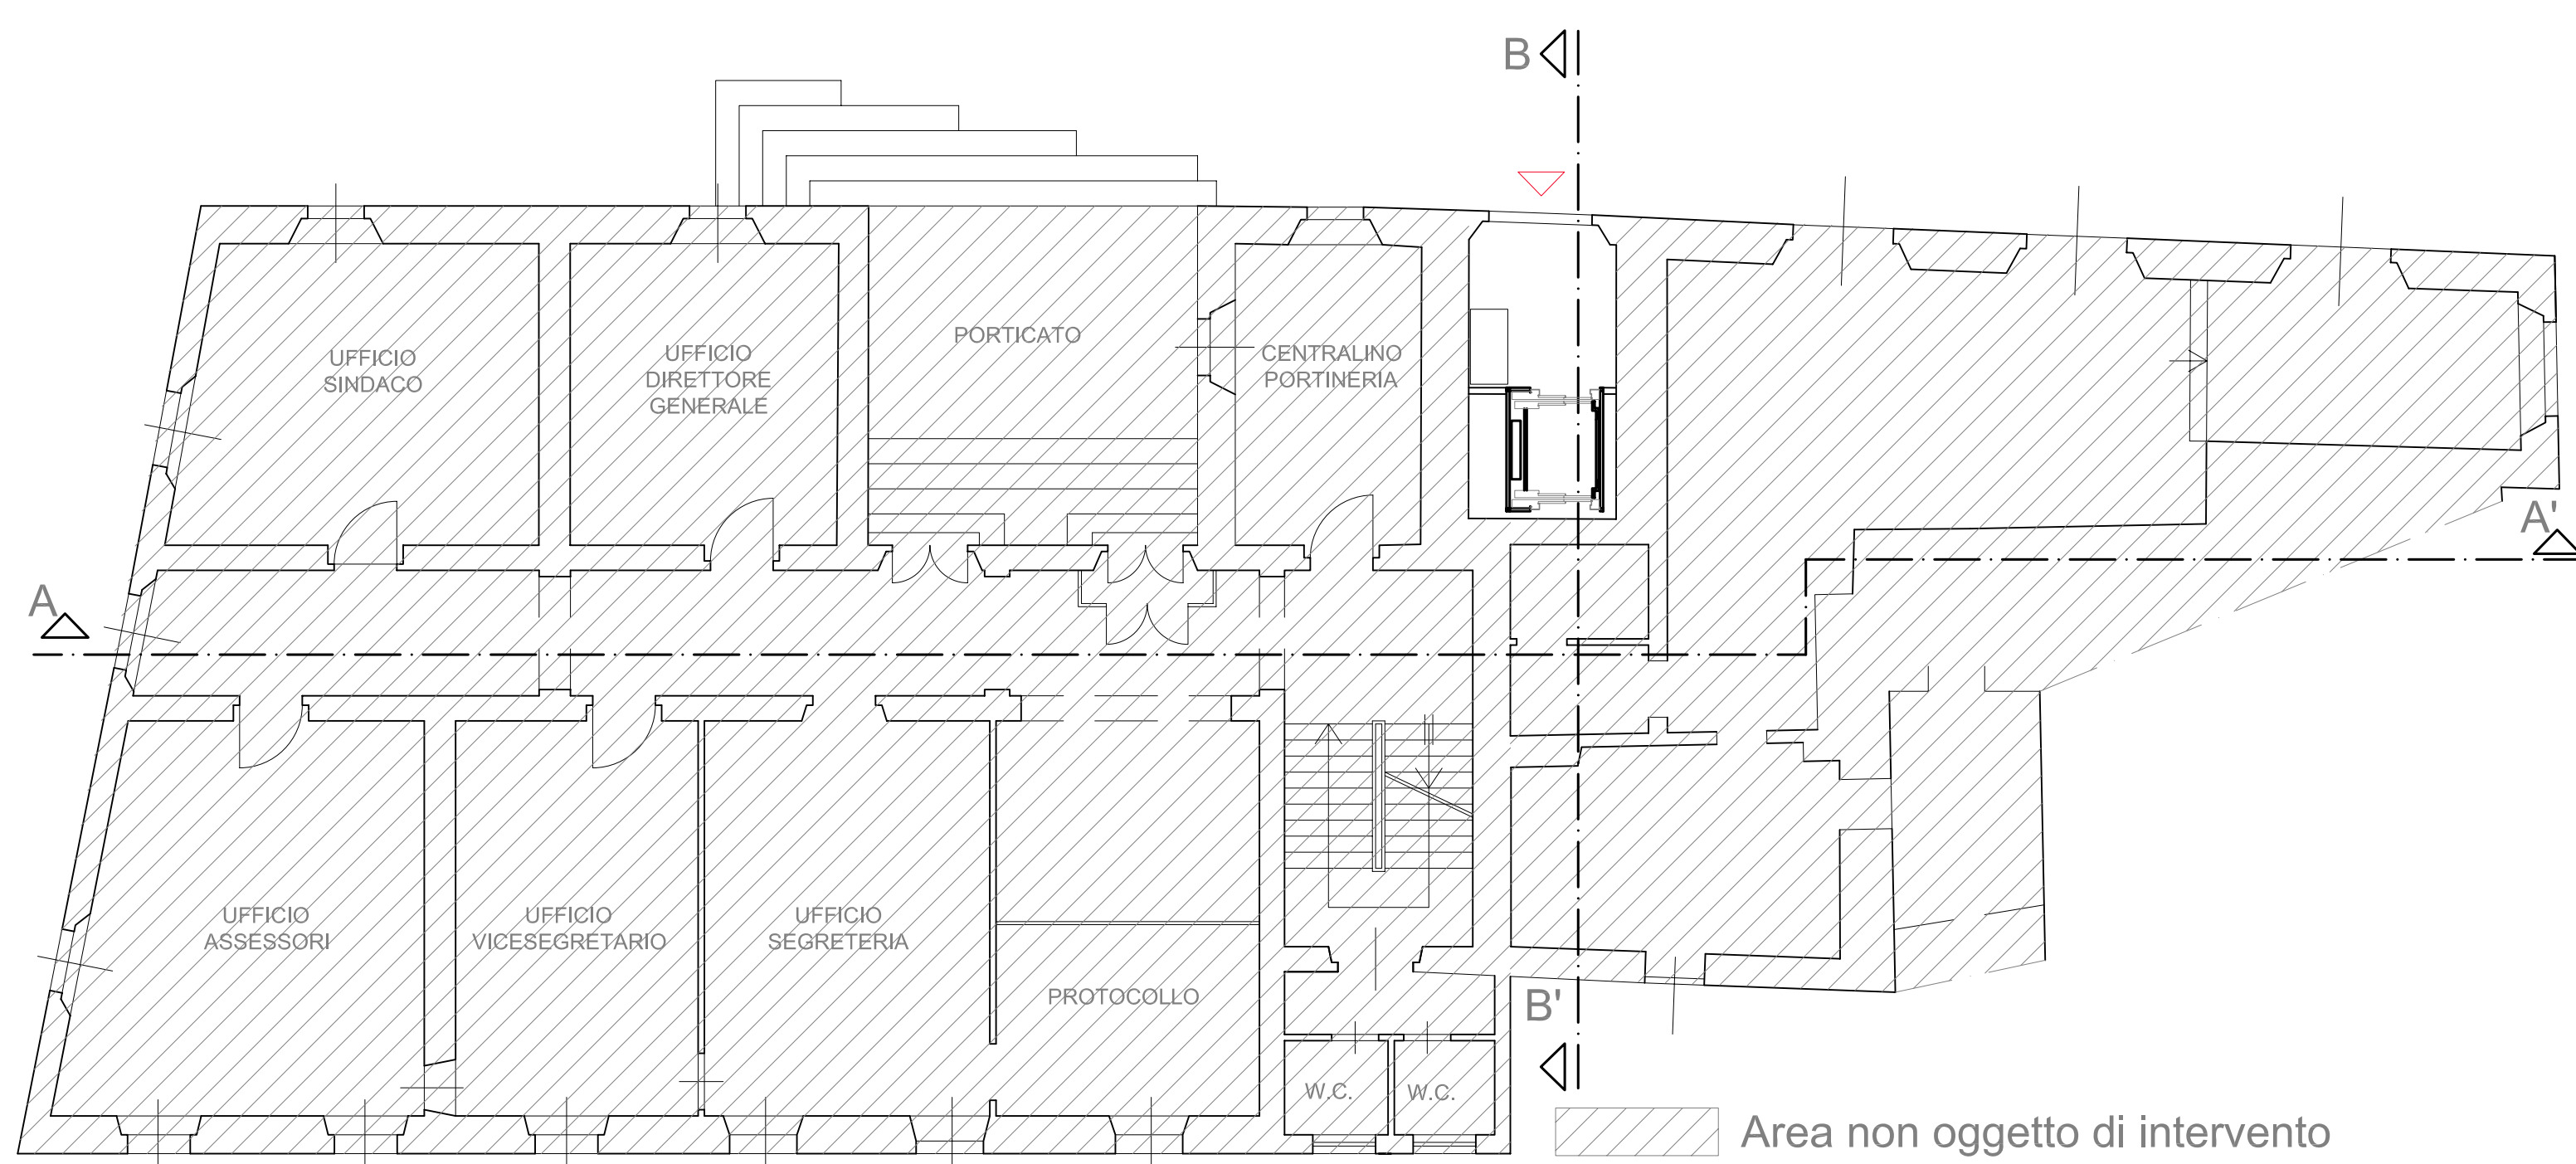 B
UFFICIO
SINDACO
UFFICIO
DIRETTORE
GENERALE
PORTICATO
CENTRALINO
PORTINERIA
A'
A
UFFICIO
ASSESSORI
UFFICIO
VICESEGRETARIO
UFFICIO
SEGRETERIA
PROTOCOLLO
B'
W.C.
W.C.
Area non oggetto di intervento